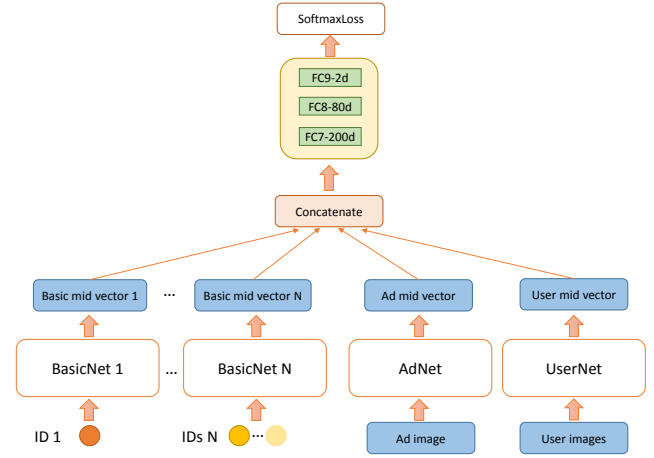 SoftmaxLoss
FC9-2d
FC8-80d
FC7-200d
Concatenate
Basic mid vector 1 ... Basic mid vector N Ad mid vector User mid vector
BasicNet 1 ... BasicNet N AdNet UserNet
ID 1 IDs N ... Ad image User images